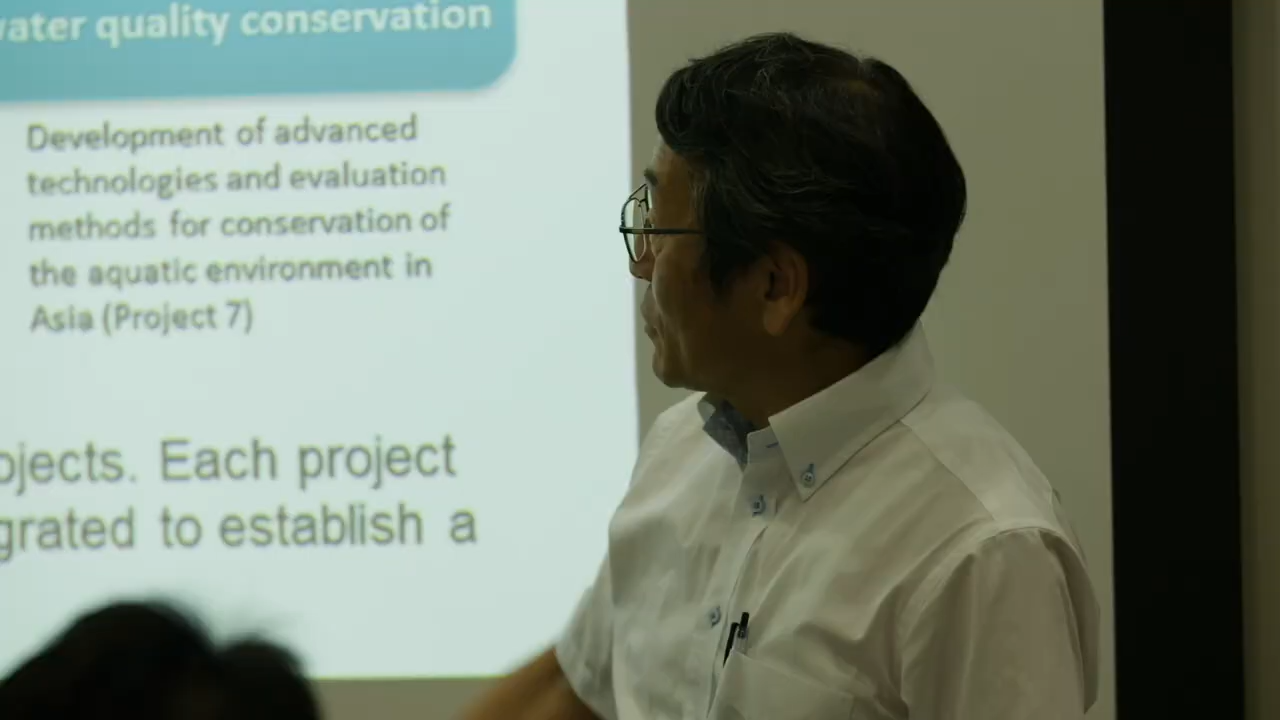 water quality conservation
Development of advanced
technologies and evaluation
methods for conservation of
the aquatic environment in
Asia (Project 7)
ojects. Each project
grated to establish a